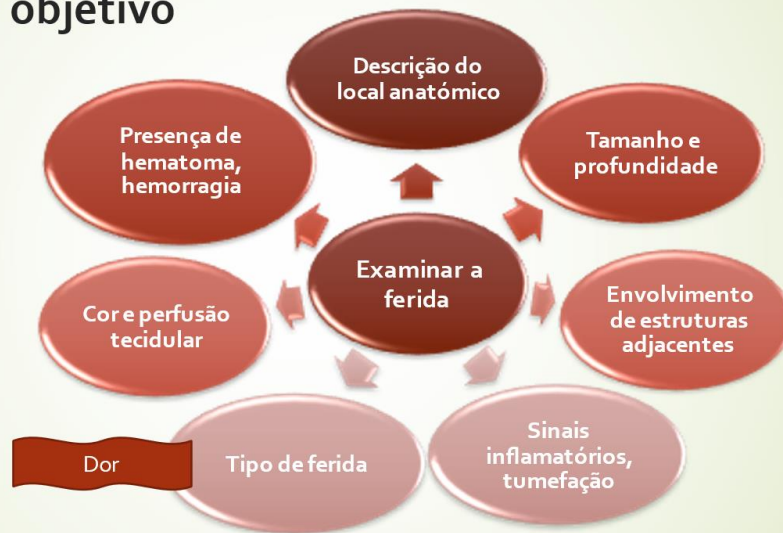 objetivo
Descrição do
local anatómico
Presença de
hematoma,
hemorragia
Tamanho e
profundidade
Examinar a
ferida
Cor e perfusão
tecidular
Envolvimento
de estruturas
adjacentes
Dor
Tipo de ferida
Sinais
inflamatórios,
tumefação